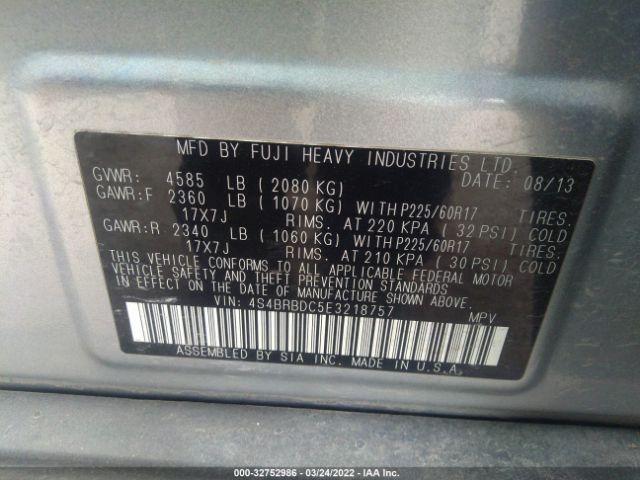 MFD BY FUJI HEAVY INDUSTRIES LTD.
GVWR: 4585 LB (2080 KG) DATE: 08/13
GAWR:F 2360 LB (1070 KG) WITH P225/60R17 TIRES.
17X7J RIMS. AT 220 KPA (32 PSI) COLD
GAWR:R 2340 LB (1060 KG) WITH P225/60R17 TIRES.
17X7J RIMS. AT 210 KPA (30 PSI) COLD
THIS VEHICLE CONFORMS TO ALL APPLICABLE FEDERAL MOTOR
VEHICLE SAFETY AND THEFT PREVENTION STANDARDS
IN EFFECT ON THE DATE OF MANUFACTURE SHOWN ABOVE.
VIN: 4S4BRBDC5E3218757 MPV
ASSEMBLED BY SIA INC. MADE IN U.S.A.
000-32752986 - 03/24/2022 - IAA Inc.